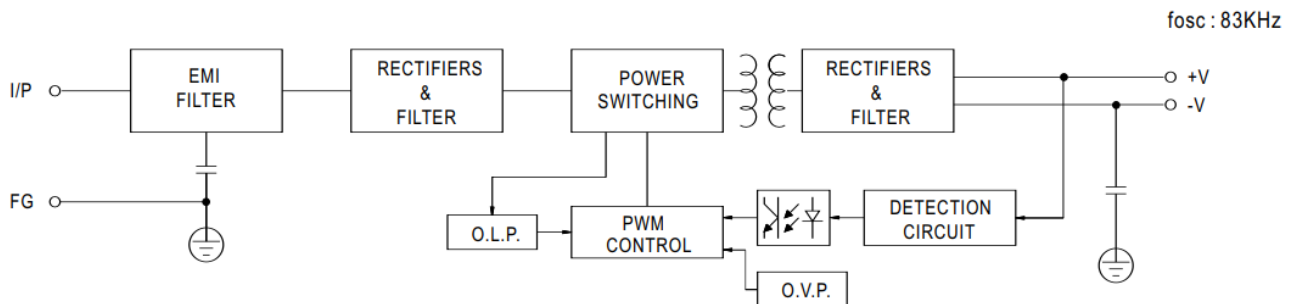 fosc : 83KHz
I/P
EMI
FILTER
RECTIFIERS
&
FILTER
POWER
SWITCHING
RECTIFIERS
&
FILTER
+V
-V
FG
O.L.P.
PWM
CONTROL
DETECTION
CIRCUIT
O.V.P.